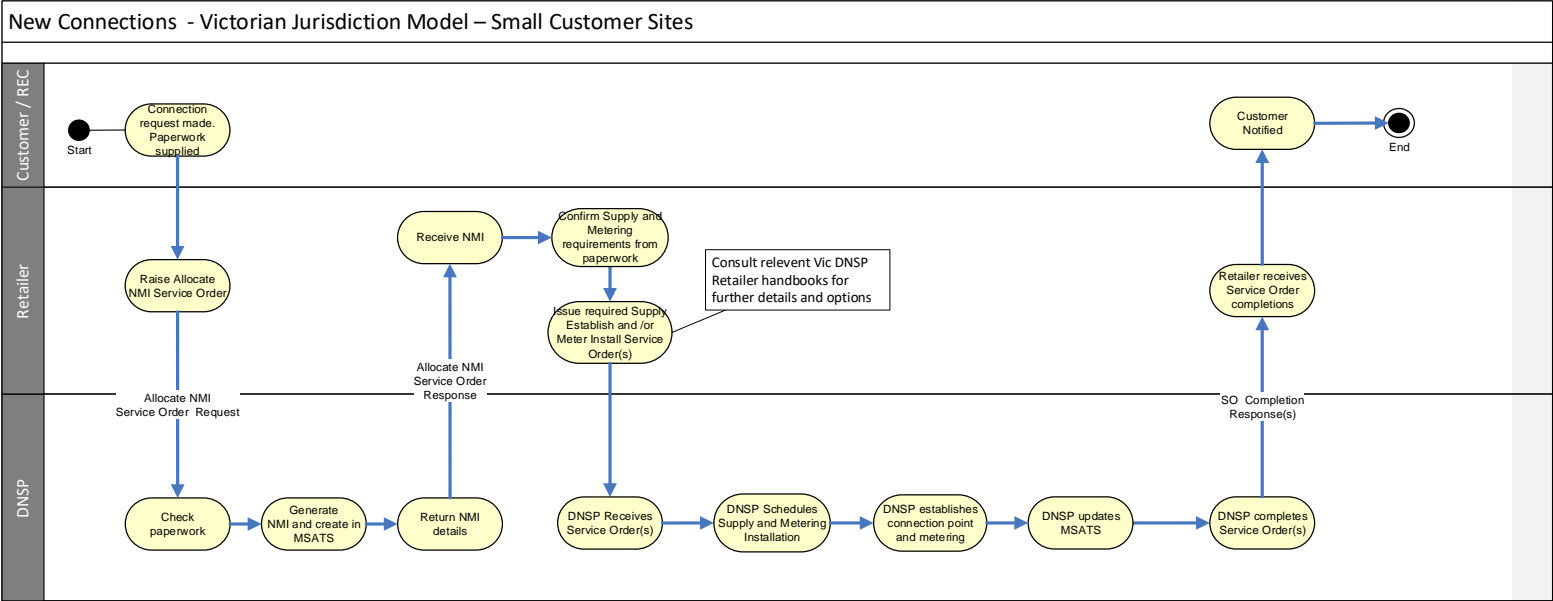 New Connections  - Victorian Jurisdiction Model – Small Customer Sites
Customer / REC
Start
Connection
request made.
Paperwork
supplied
Customer
Notified
End
Retailer
Raise Allocate
NMI Service Order
Receive NMI
Confirm Supply and
Metering
requirements from
paperwork
Issue required Supply
Establish and /or
Meter Install Service
Order(s)
Consult relevent Vic DNSP
Retailer handbooks for
further details and options
Retailer receives
Service Order
completions
Allocate NMI
Service Order  Request
Allocate NMI
Service Order
Response
SO  Completion
Response(s)
DNSP
Check
paperwork
Generate
NMI and create in
MSATS
Return NMI
details
DNSP Receives
Service Order(s)
DNSP Schedules
Supply and Metering
Installation
DNSP establishes
connection point
and metering
DNSP updates
MSATS
DNSP completes
Service Order(s)